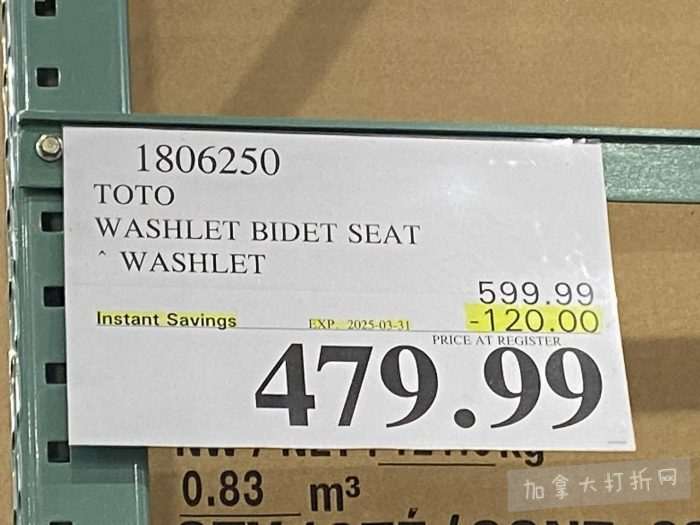 1806250
TOTO
WASHLET BIDET SEAT
^ WASHLET
599.99
Instant Savings EXP. 2025-03-31 -120.00
PRICE AT REGISTER
479.99
0.83 m³
加拿大打折网